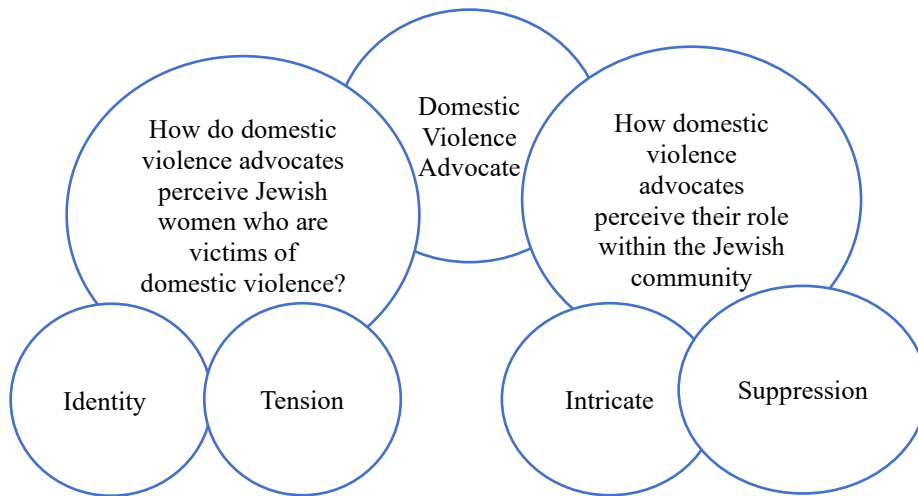 Domestic
Violence
Advocate
How do domestic
violence advocates
perceive Jewish
women who are
victims of
domestic violence?
How domestic
violence
advocates
perceive their role
within the Jewish
community
Identity
Tension
Intricate
Suppression